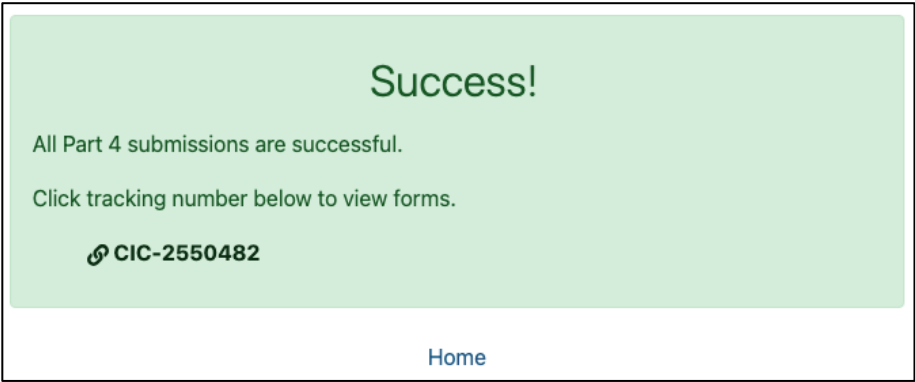 Success!
All Part 4 submissions are successful.
Click tracking number below to view forms.
CIC-2550482
Home